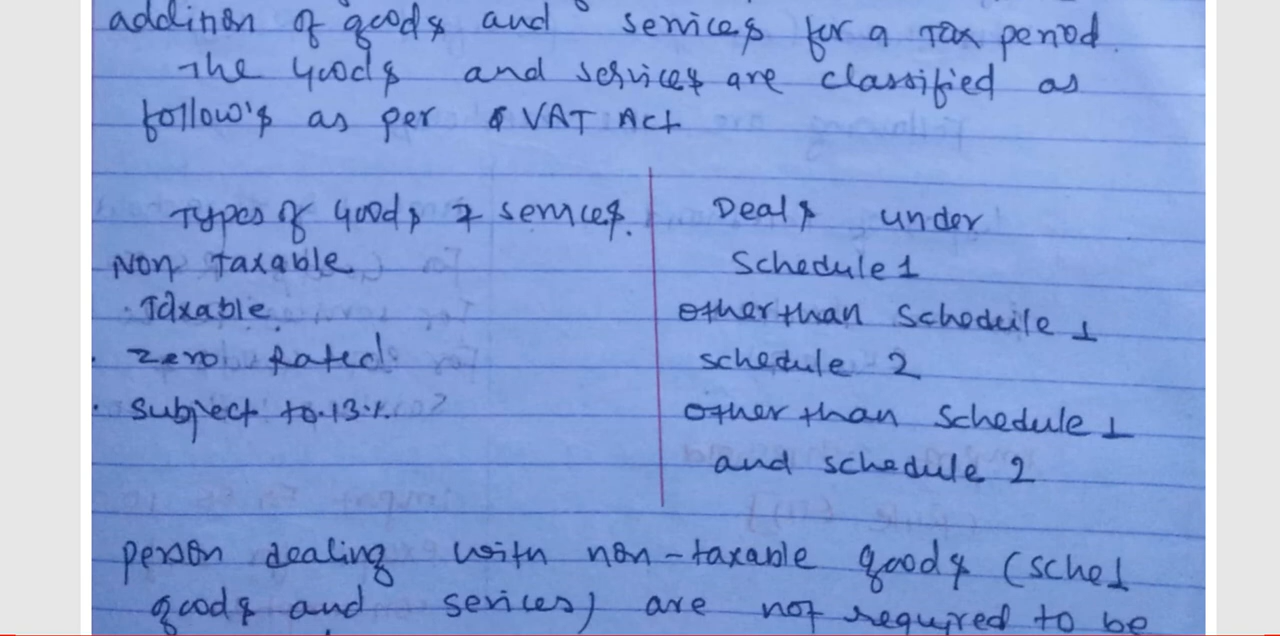 addition of goods and services for a Tax period.
The Goods and services are classified as
follow's as per VAT Act
Types of Goods & services. Deals under
Non Taxable Schedule 1
Taxable Other than Schedule 1
Zero Rated schedule 2
Subject to 13%. Other than Schedule 1
and schedule 2
person dealing with non-taxable goods (sche1
goods and services) are not required to be